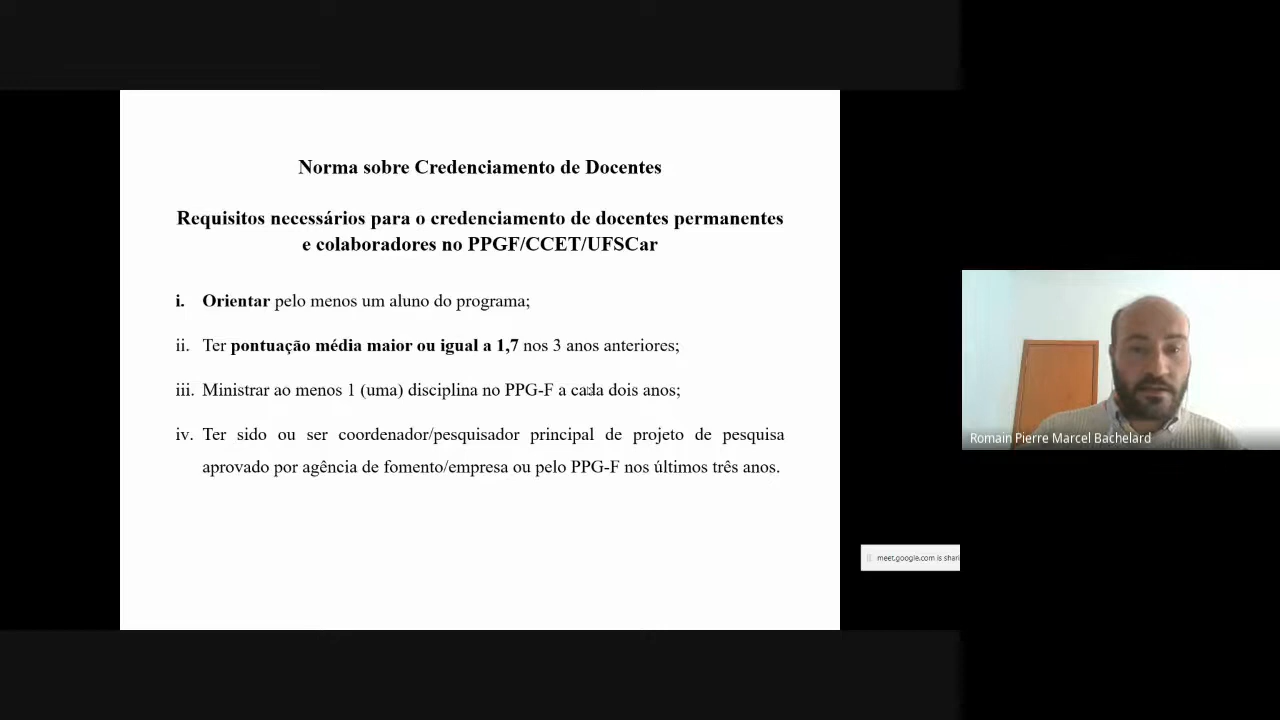 Norma sobre Credenciamento de Docentes
Requisitos necessários para o credenciamento de docentes permanentes
e colaboradores no PPGF/CCET/UFSCar
i. Orientar pelo menos um aluno do programa;
ii. Ter pontuação média maior ou igual a 1,7 nos 3 anos anteriores;
iii. Ministrar ao menos 1 (uma) disciplina no PPG-F a cada dois anos;
iv. Ter sido ou ser coordenador/pesquisador principal de projeto de pesquisa
aprovado por agência de fomento/empresa ou pelo PPG-F nos últimos três anos.
Romain Pierre Marcel Bachelard
meet.google.com is shari